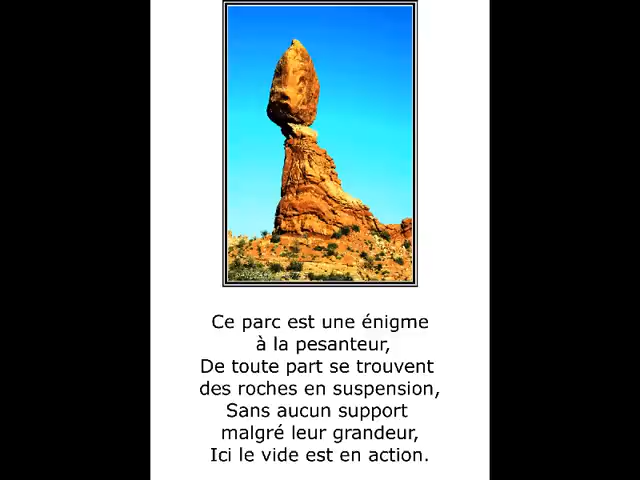 Ce parc est une énigme
à la pesanteur,
De toute part se trouvent
des roches en suspension,
Sans aucun support
malgré leur grandeur,
Ici le vide est en action.